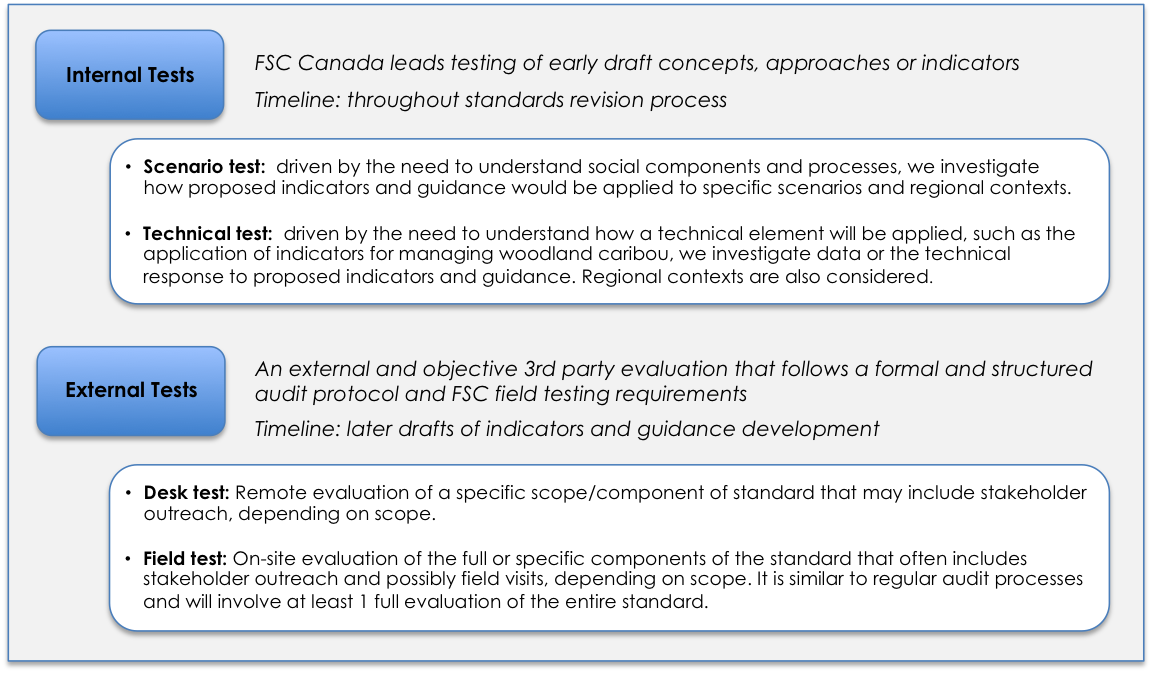 Internal Tests
FSC Canada leads testing of early draft concepts, approaches or indicators
Timeline: throughout standards revision process
• Scenario test:  driven by the need to understand social components and processes, we investigate
how proposed indicators and guidance would be applied to specific scenarios and regional contexts.
• Technical test:  driven by the need to understand how a technical element will be applied, such as the
application of indicators for managing woodland caribou, we investigate data or the technical
response to proposed indicators and guidance. Regional contexts are also considered.
External Tests
An external and objective 3rd party evaluation that follows a formal and structured
audit protocol and FSC field testing requirements
Timeline: later drafts of indicators and guidance development
• Desk test: Remote evaluation of a specific scope/component of standard that may include stakeholder
outreach, depending on scope.
• Field test: On-site evaluation of the full or specific components of the standard that often includes
stakeholder outreach and possibly field visits, depending on scope. It is similar to regular audit processes
and will involve at least 1 full evaluation of the entire standard.